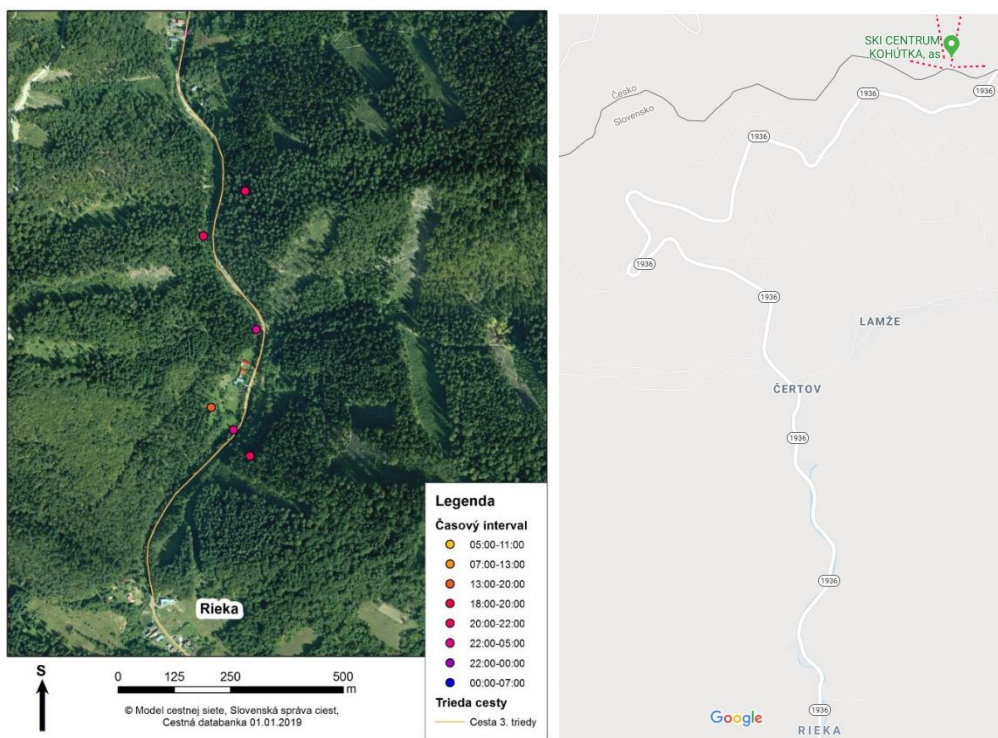 Rieka
Legenda
Časový interval
05:00-11:00
07:00-13:00
13:00-20:00
18:00-20:00
20:00-22:00
22:00-05:00
22:00-00:00
00:00-07:00
Trieda cesty
Cesta 3. triedy
S
0 125 250 500
m
© Model cestnej siete, Slovenská správa ciest,
Cestná databanka 01.01.2019
SKI CENTRUM
KOHÚTKA, as
Česko
Slovensko
1936
1936
1936
1936
1936
LAMŽE
ČERTOV
1936
1936
1936
RIEKA
Google